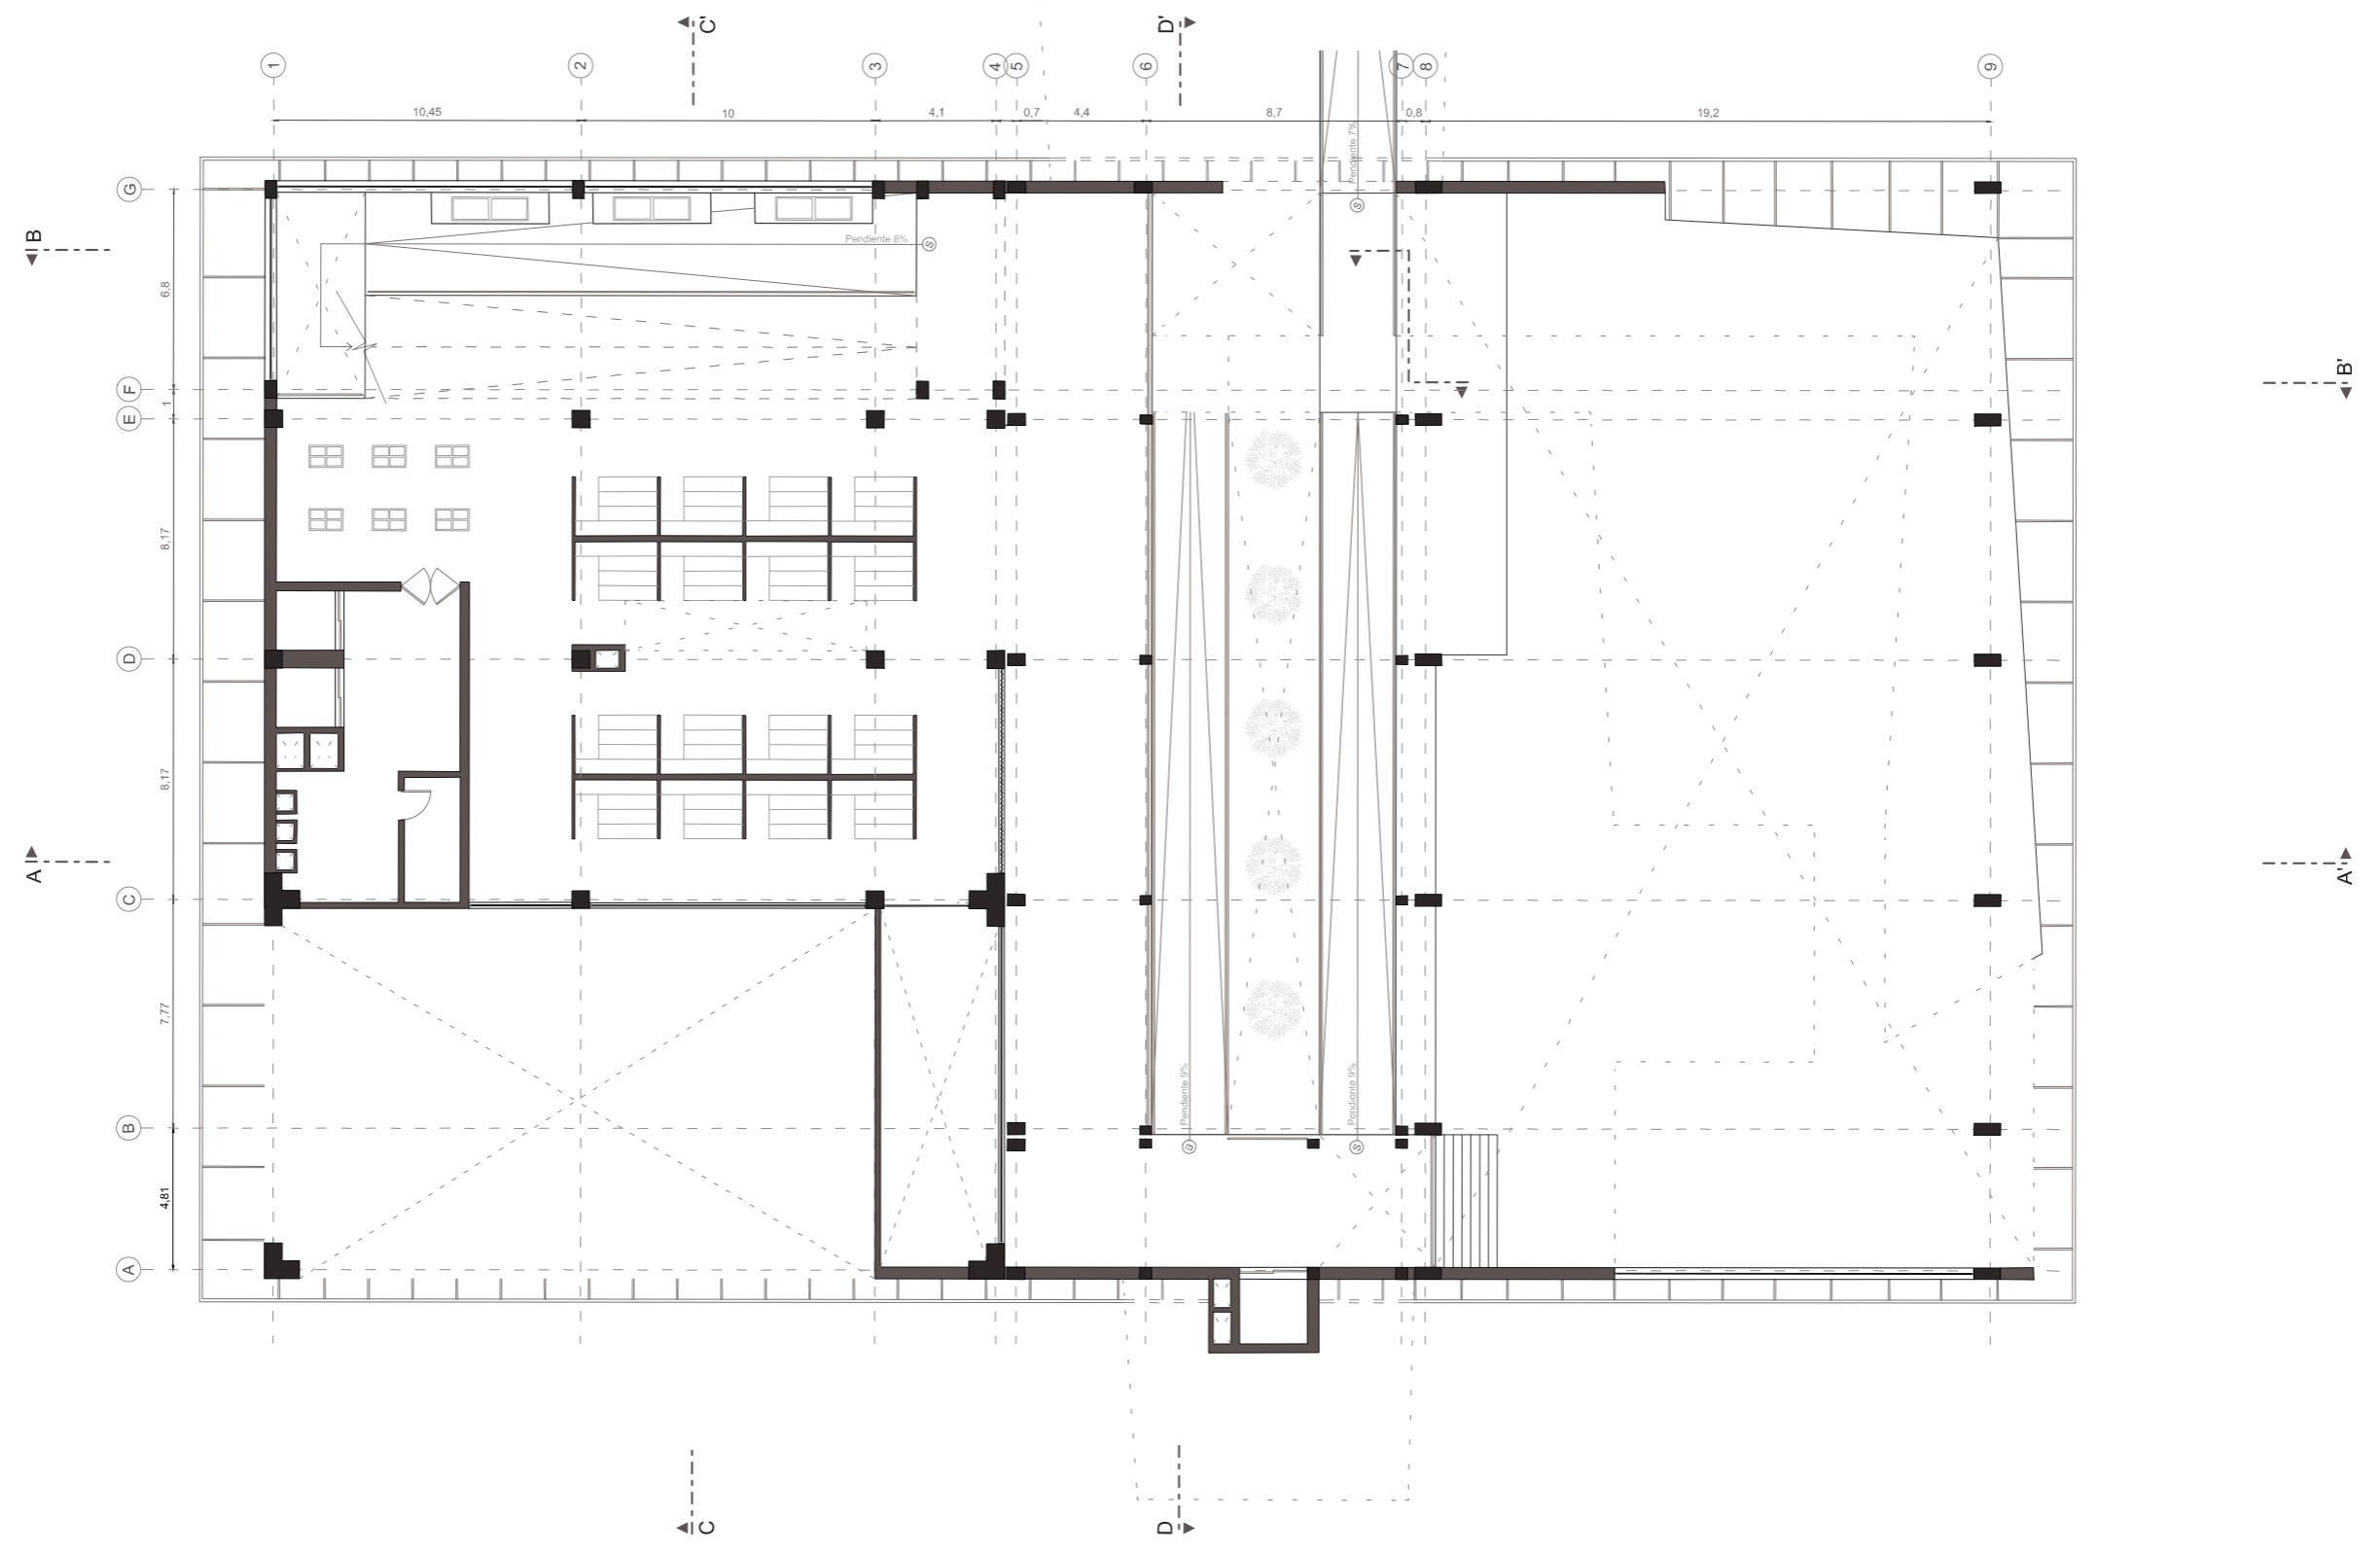 C'
D'
1
2
3
4
5
6
7
8
9
10,45
10
4,1
0,7
4,4
8,7
0,8
19,2
Pendiente 7%
S
G
B
Pendiente 8%
S
6,8
F
1
E
B'
8,17
D
8,17
A
A'
C
7,77
Pendiente 9%
Pendiente 9%
B
B
S
4,81
A
C
D